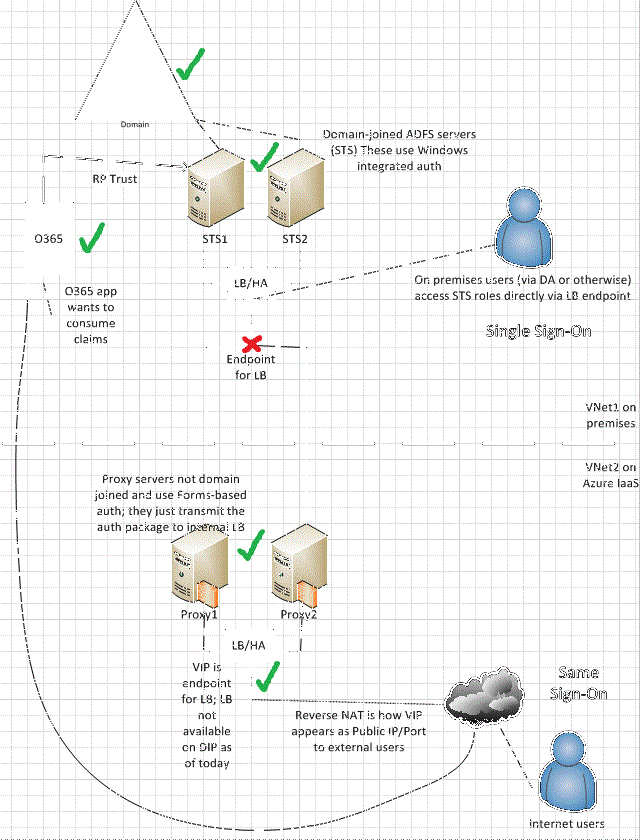 Domain
Domain-joined ADFS servers
(STS) These use Windows
integrated auth
RP Trust
O365
STS1
STS2
LB/HA
On premises users (via DA or otherwise)
access STS roles directly via LB endpoint
O365 app
wants to
consume
claims
Single Sign-On
Endpoint
for LB
VNet1 on
premises
VNet2 on
Azure IaaS
Proxy servers not domain
joined and use Forms-based
auth; they just transmit the
auth package to internal LB
Proxy1
Proxy2
LB/HA
VIP is
endpoint
for LB; LB
not
available
on DIP as
of today
Same
Sign-On
Reverse NAT is how VIP
appears as Public IP/Port
to external users
Internet users